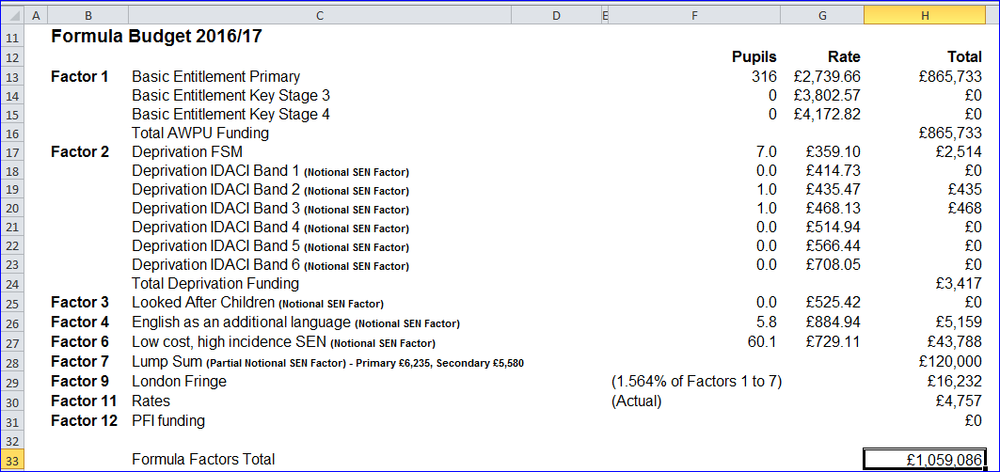 A B C D E F G H
11 Formula Budget 2016/17
12 Pupils Rate Total
13 Factor 1 Basic Entitlement Primary 316 £2,739.66 £865,733
14 Basic Entitlement Key Stage 3 0 £3,802.57 £0
15 Basic Entitlement Key Stage 4 0 £4,172.82 £0
16 Total AWPU Funding £865,733
17 Factor 2 Deprivation FSM 7.0 £359.10 £2,514
18 Deprivation IDACI Band 1 (Notional SEN Factor) 0.0 £414.73 £0
19 Deprivation IDACI Band 2 (Notional SEN Factor) 1.0 £435.47 £435
20 Deprivation IDACI Band 3 (Notional SEN Factor) 1.0 £468.13 £468
21 Deprivation IDACI Band 4 (Notional SEN Factor) 0.0 £514.94 £0
22 Deprivation IDACI Band 5 (Notional SEN Factor) 0.0 £566.44 £0
23 Deprivation IDACI Band 6 (Notional SEN Factor) 0.0 £708.05 £0
24 Total Deprivation Funding £3,417
25 Factor 3 Looked After Children (Notional SEN Factor) 0.0 £525.42 £0
26 Factor 4 English as an additional language (Notional SEN Factor) 5.8 £884.94 £5,159
27 Factor 6 Low cost, high incidence SEN (Notional SEN Factor) 60.1 £729.11 £43,788
28 Factor 7 Lump Sum (Partial Notional SEN Factor) - Primary £6,235, Secondary £5,580 £120,000
29 Factor 9 London Fringe (1.564% of Factors 1 to 7) £16,232
30 Factor 11 Rates (Actual) £4,757
31 Factor 12 PFI funding £0
32
33 Formula Factors Total £1,059,086